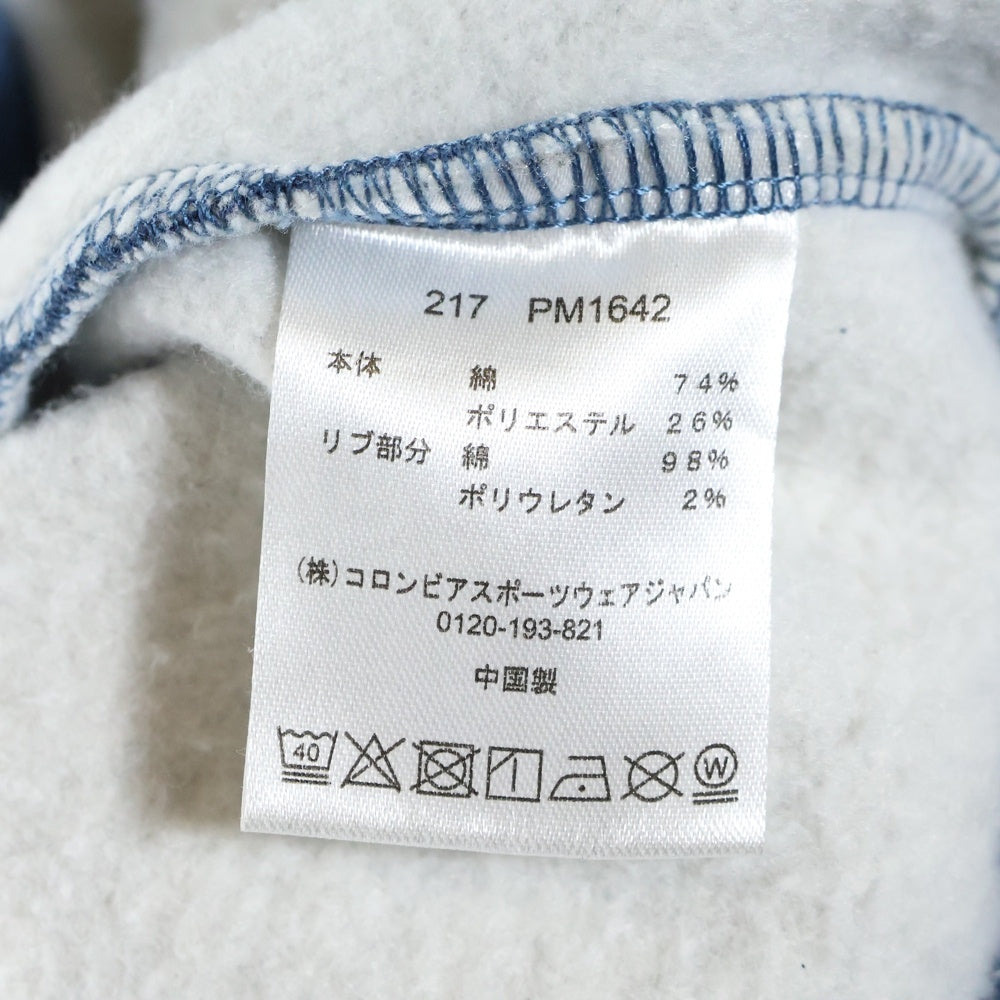 217 PM1642
本体 綿 74%
ポリエステル 26%
リブ部分 綿 98%
ポリウレタン 2%
(株)コロンビアスポーツウェアジャパン
0120-193-821
中国製
40 W